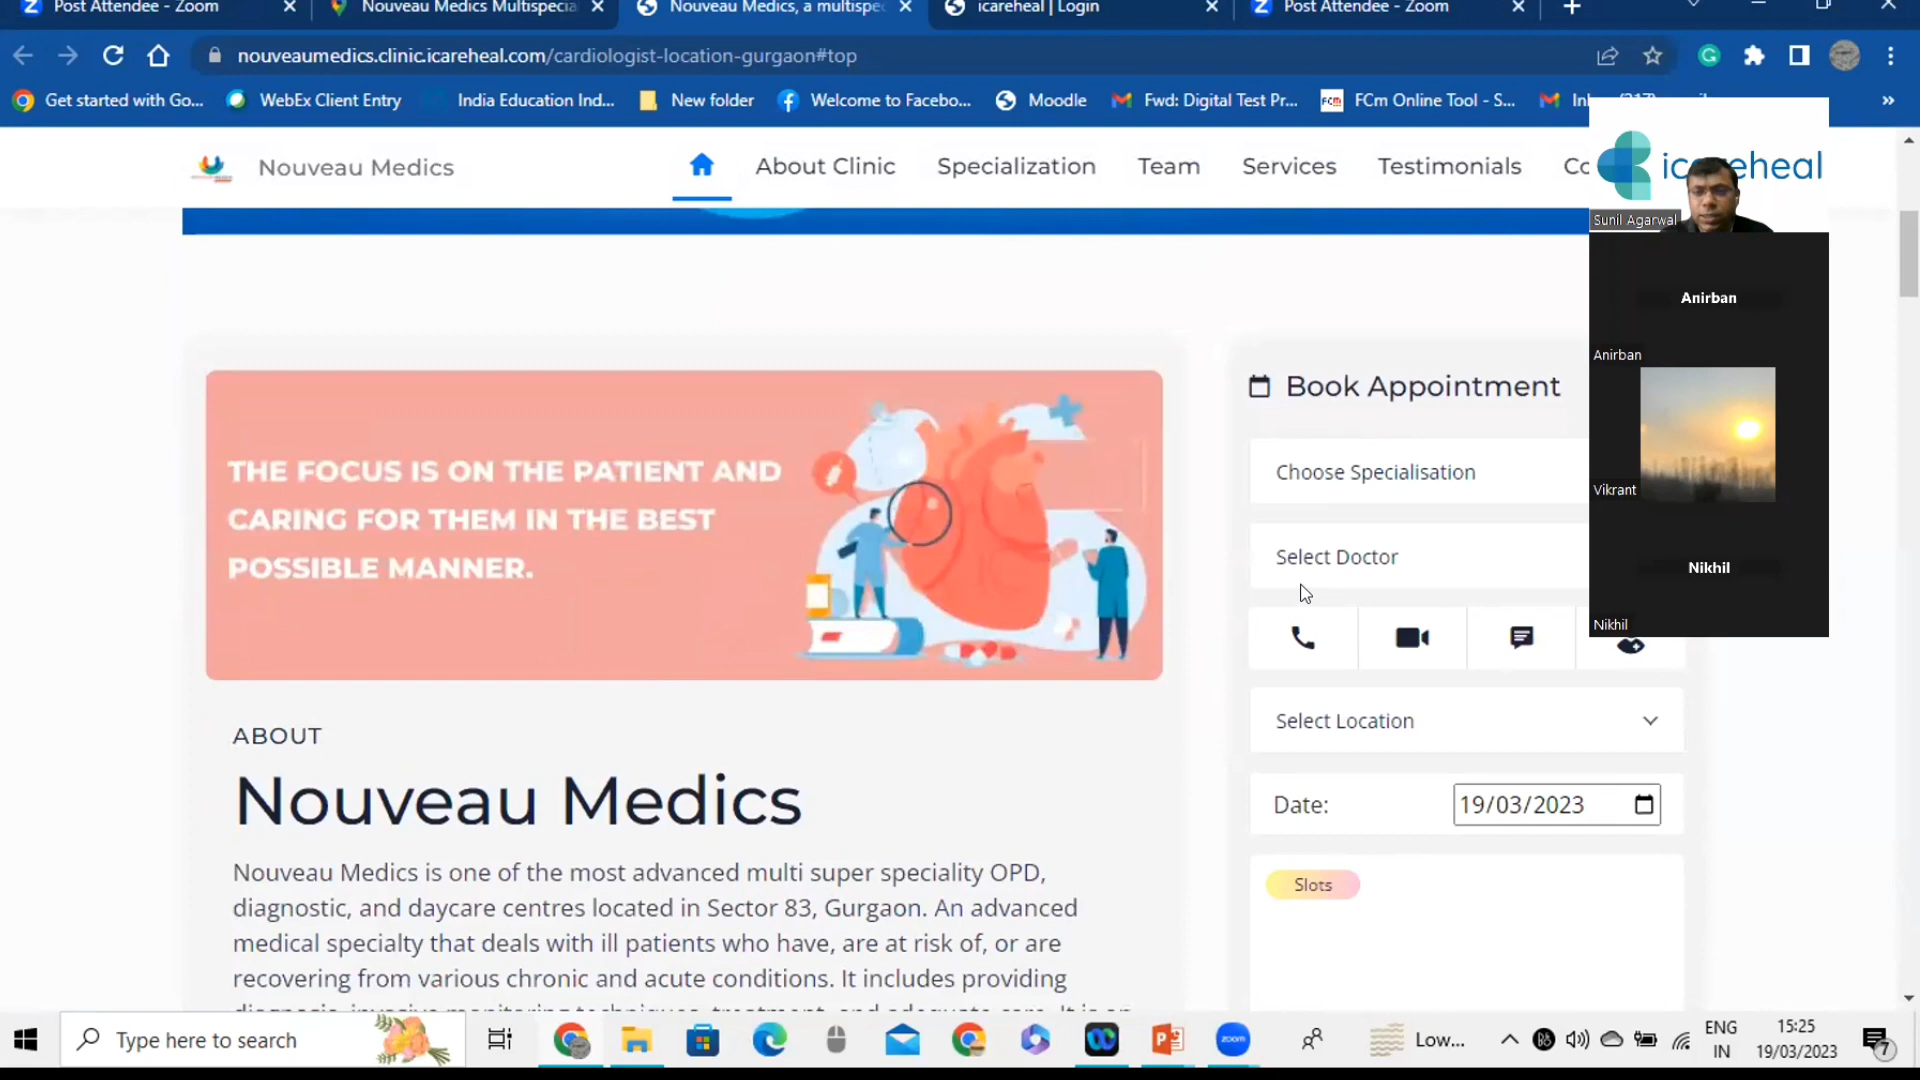 Post Attendee - Zoom
Nouveau Medics Multispecia
Nouveau Medics, a multispec
icareheal | Login
Post Attendee - Zoom
nouveaumedics.clinic.icareheal.com/cardiologist-location-gurgaon#top
Get started with Go...
WebEx Client Entry
India Education Ind...
New folder
Welcome to Facebo...
Moodle
Fwd: Digital Test Pr...
FCm
FCm Online Tool - S...
Nouveau Medics
About Clinic
Specialization
Team
Services
Testimonials
Co
Sunil Agarwal
Anirban
Anirban
Vikrant
Nikhil
Nikhil
THE FOCUS IS ON THE PATIENT AND
CARING FOR THEM IN THE BEST
POSSIBLE MANNER.
Book Appointment
Choose Specialisation
Select Doctor
Select Location
Date: 19/03/2023
Slots
ABOUT
Nouveau Medics
Nouveau Medics is one of the most advanced multi super speciality OPD,
diagnostic, and daycare centres located in Sector 83, Gurgaon. An advanced
medical specialty that deals with ill patients who have, are at risk of, or are
recovering from various chronic and acute conditions. It includes providing
Type here to search
zoom
Low...
ENG
IN
15:25
19/03/2023
7